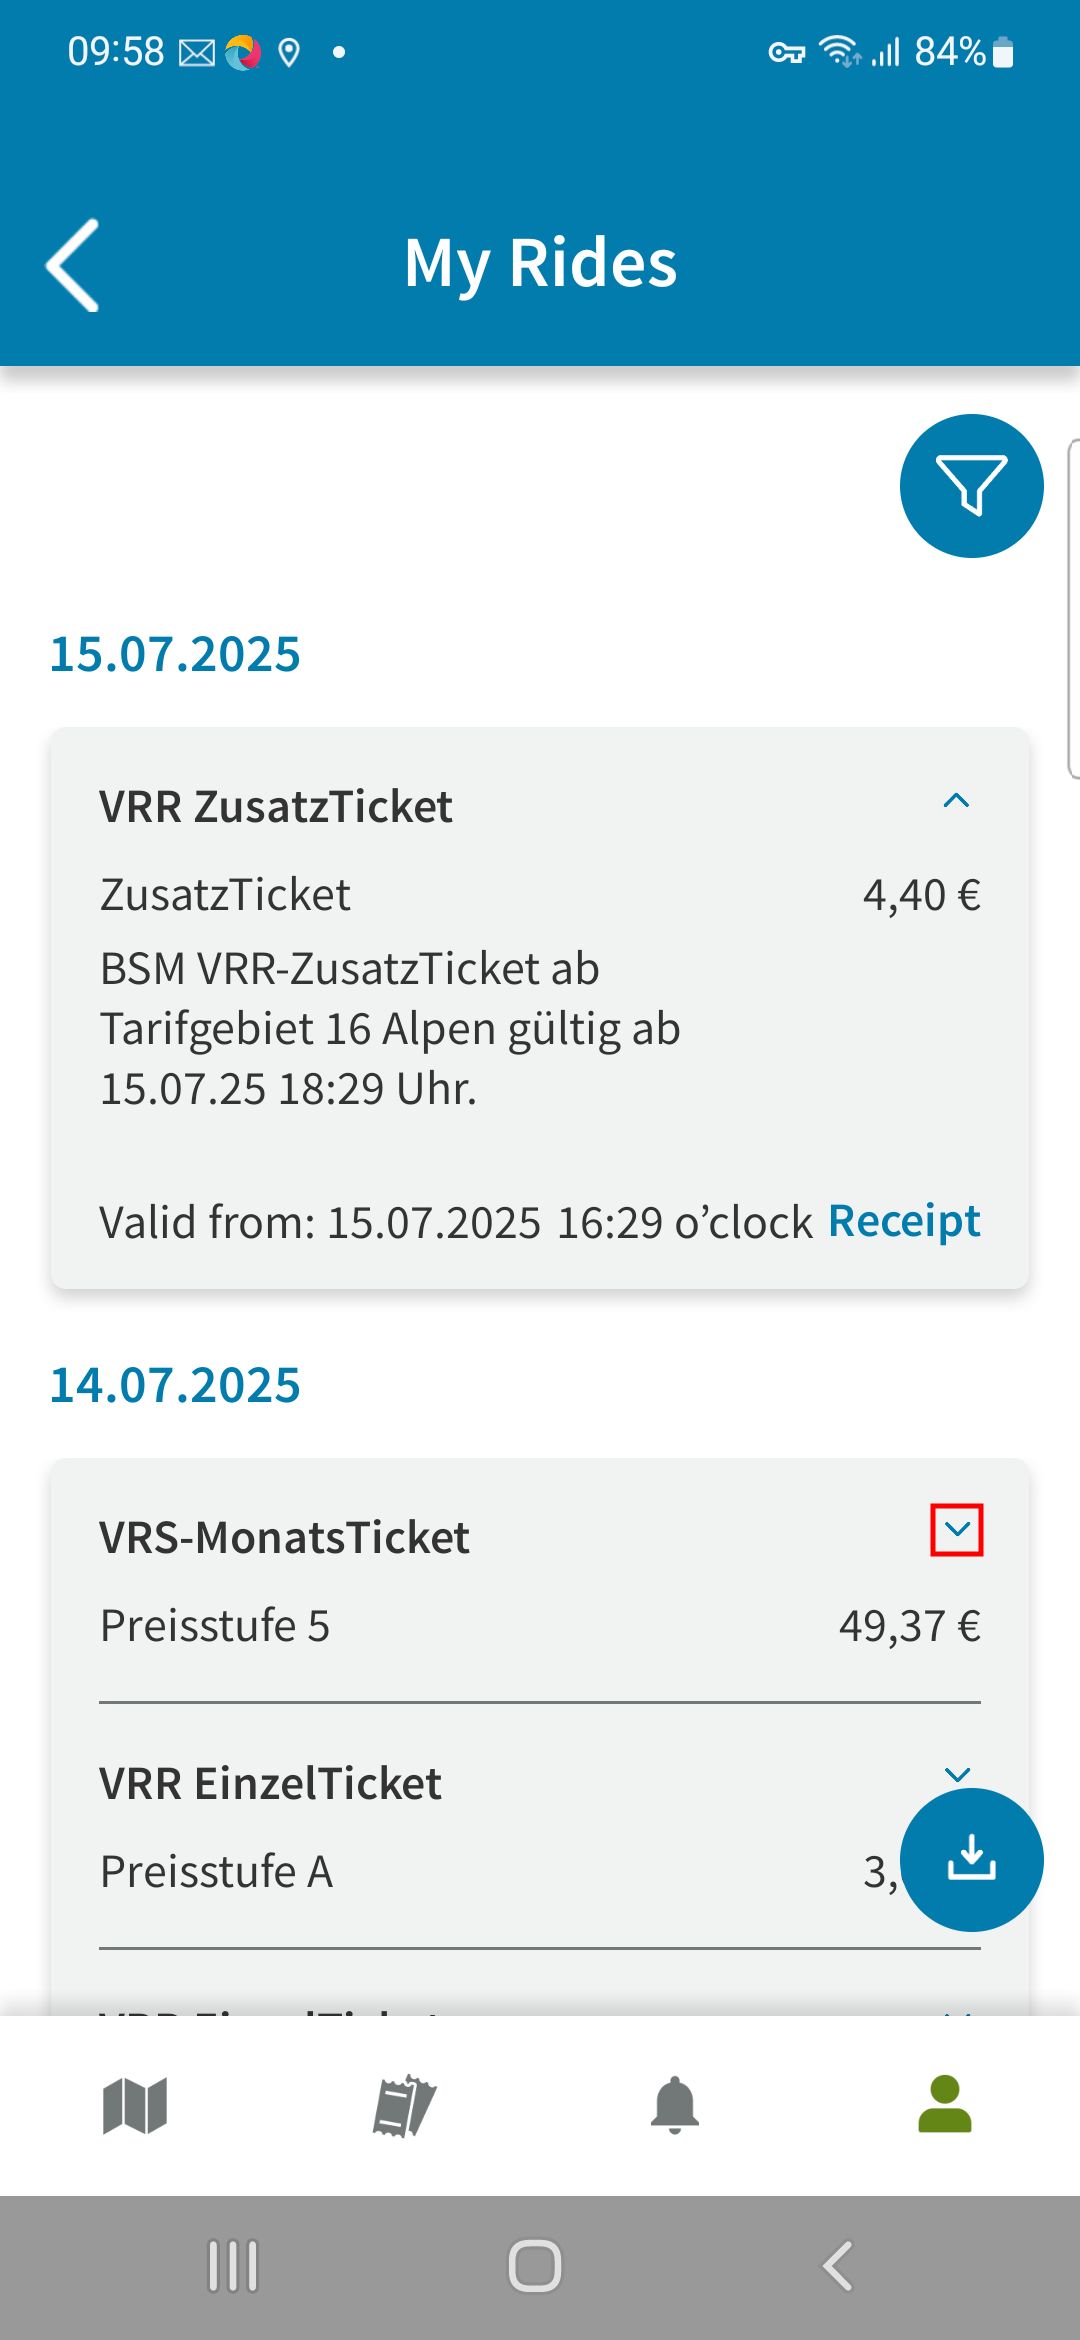 09:58
84%
My Rides
15.07.2025
VRR ZusatzTicket
ZusatzTicket 4,40 €
BSM VRR-ZusatzTicket ab
Tarifgebiet 16 Alpen gültig ab
15.07.25 18:29 Uhr.
Valid from: 15.07.2025 16:29 o’clock Receipt
14.07.2025
VRS-MonatsTicket
Preisstufe 5 49,37 €
VRR EinzelTicket
Preisstufe A 3,